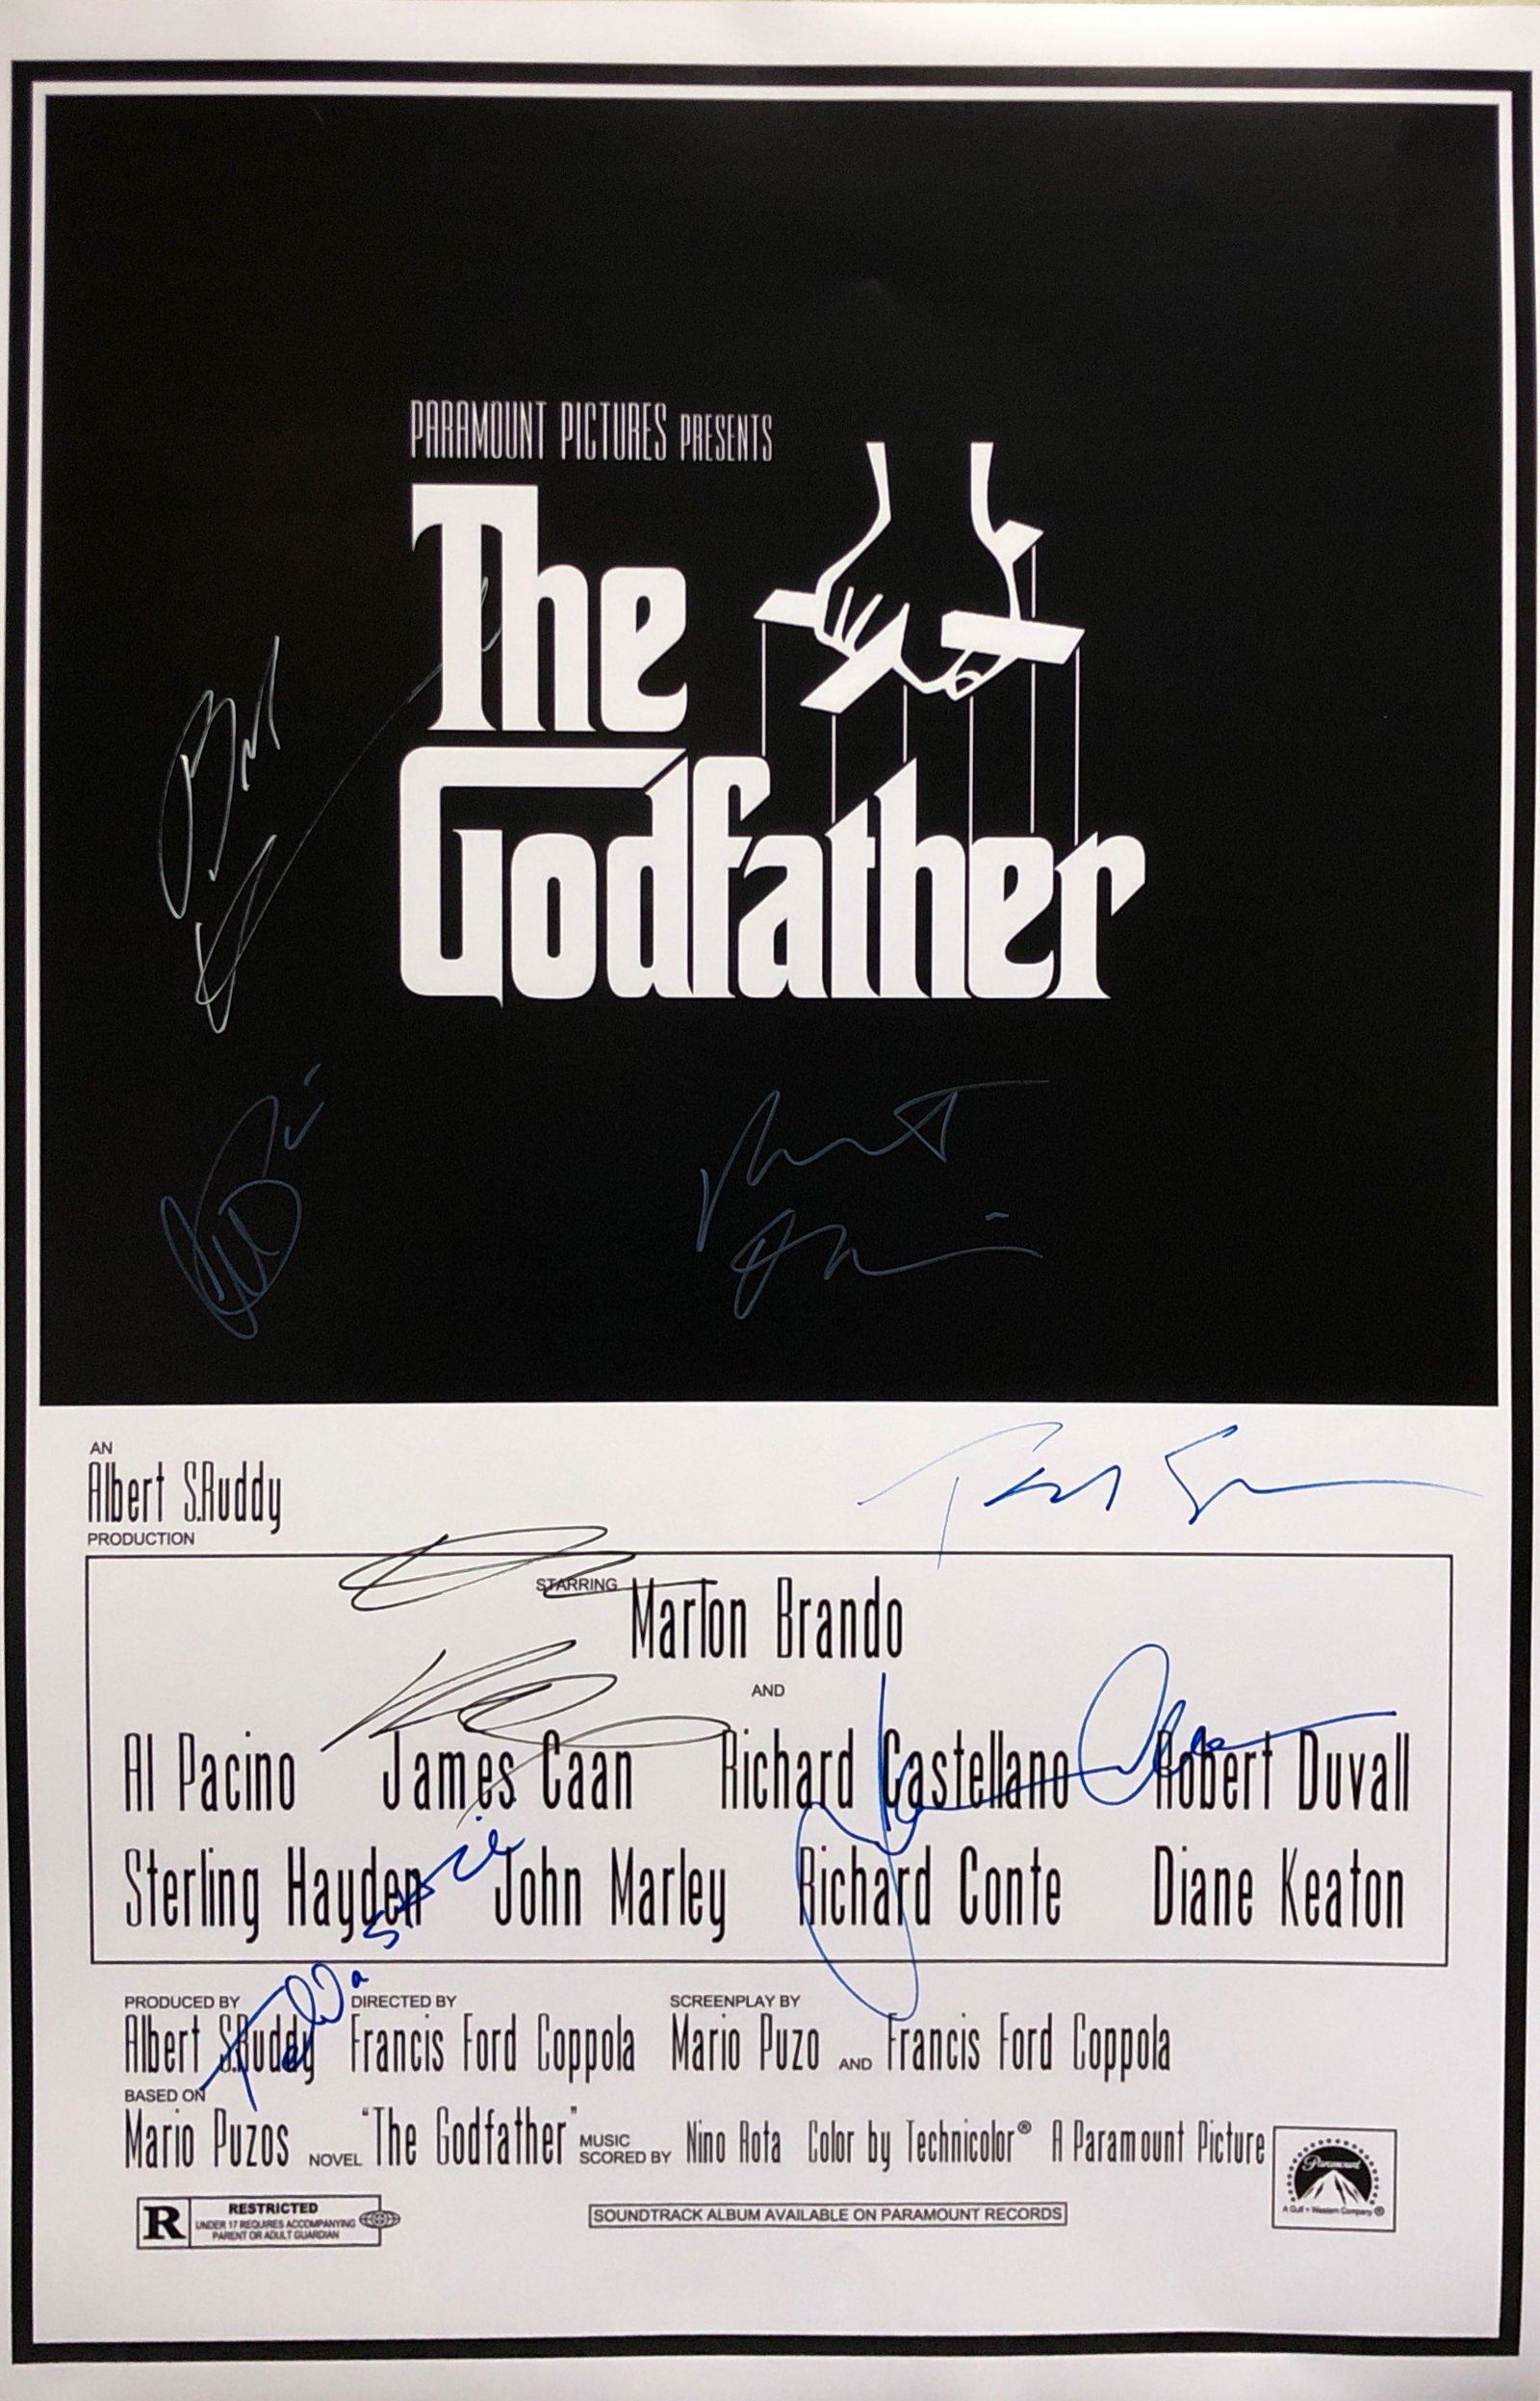 PARAMOUNT PICTURES PRESENTS
The
Godfather
AN
Albert S.Ruddy
PRODUCTION
STARRING Marlon Brando
AND
Al Pacino James Caan Richard Castellano Robert Duvall
Sterling Hayden John Marley Richard Conte Diane Keaton
PRODUCED BY DIRECTED BY SCREENPLAY BY
Albert S.Ruddy Francis Ford Coppola Mario Puzo AND Francis Ford Coppola
BASED ON
Mario Puzos NOVEL "The Godfather" MUSIC SCORED BY Nino Rota Color by Technicolor® A Paramount Picture
Paramount
A Gulf + Western Company
R RESTRICTED
UNDER 17 REQUIRES ACCOMPANYING
PARENT OR ADULT GUARDIAN
SOUNDTRACK ALBUM AVAILABLE ON PARAMOUNT RECORDS